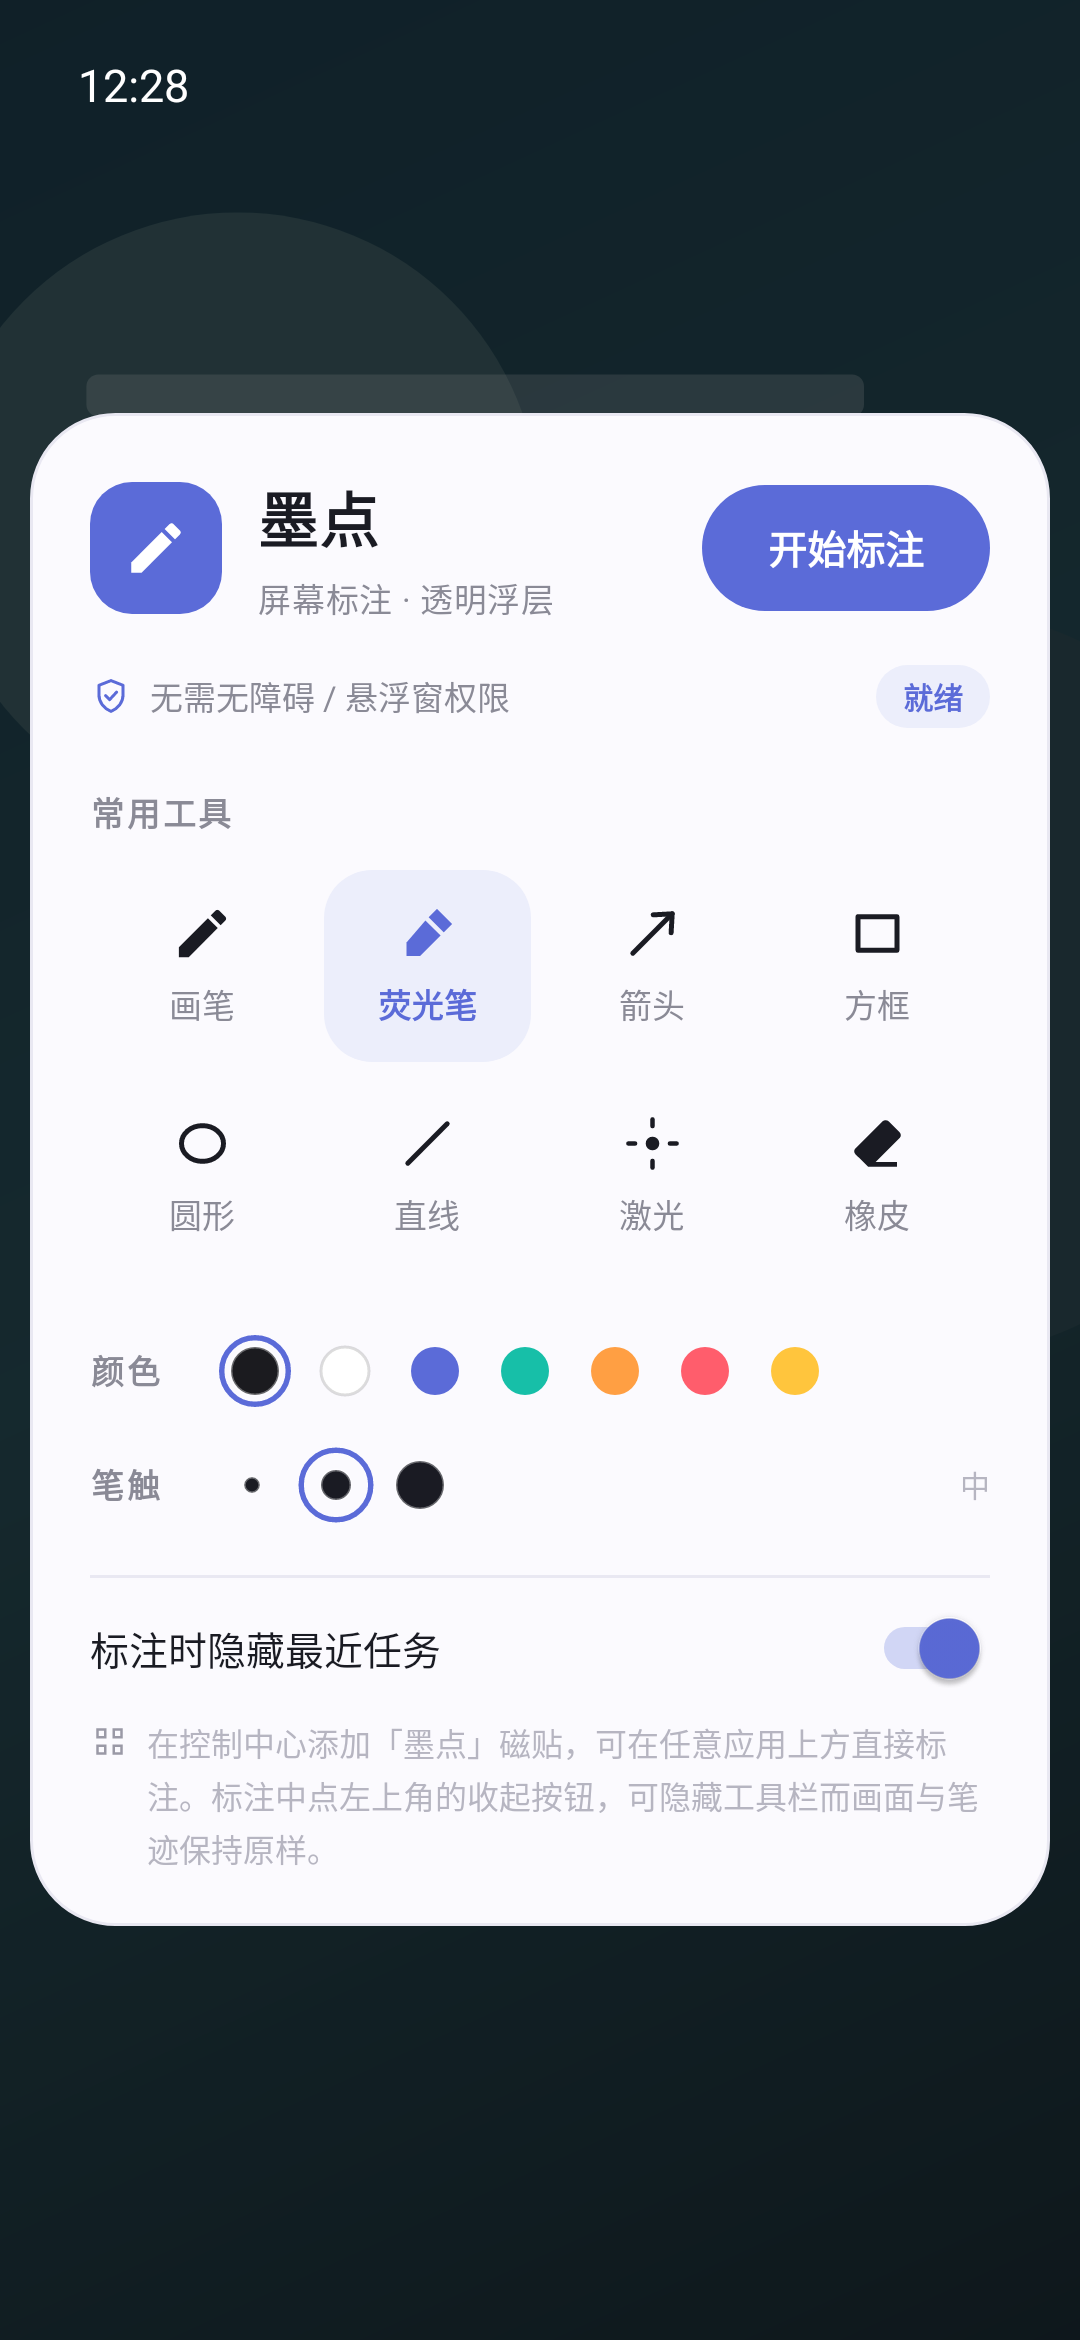 12:28
墨点
开始标注
屏幕标注 · 透明浮层
无需无障碍 / 悬浮窗权限
就绪
常用工具
画笔
荧光笔
箭头
方框
圆形
直线
激光
橡皮
颜色
笔触
中
标注时隐藏最近任务
在控制中心添加「墨点」磁贴，可在任意应用上方直接标
注。标注中点左上角的收起按钮，可隐藏工具栏而画面与笔
迹保持原样。